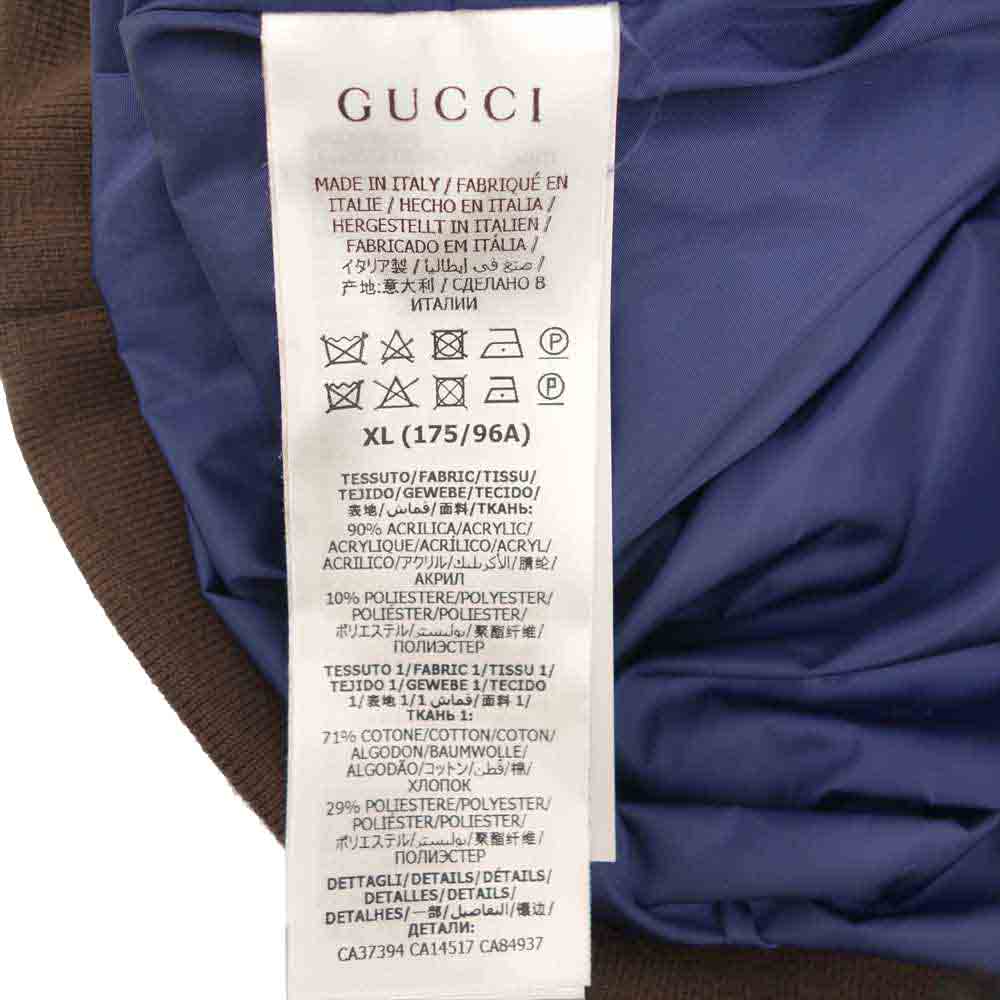 GUCCI
MADE IN ITALY / FABRIQUÉ EN
ITALIE / HECHO EN ITALIA /
HERGESTELLT IN ITALIEN /
FABRICADO EM ITÁLIA /
イタリア製 / صنع في إيطاليا /
产地:意大利 / СДЕЛАНО В
ИТАЛИИ
P
P
XL (175/96A)
TESSUTO/FABRIC/TISSU/
TEJIDO/GEWEBE/TECIDO/
表地/قماش/面料/ТКАНЬ:
90% ACRILICA/ACRYLIC/
ACRYLIQUE/ACRÍLICO/ACRYL/
ACRILICO/アクリル/الأكريليك/腈纶/
АКРИЛ
10% POLIESTERE/POLYESTER/
POLIÉSTER/POLIESTER/
ポリエステル/بوليستر/聚酯纤维/
ПОЛИЭСТЕР
TESSUTO 1/FABRIC 1/TISSU 1/
TEJIDO 1/GEWEBE 1/TECIDO
1/表地 1/قماش 1/面料 1/
ТКАНЬ 1:
71% COTONE/COTTON/COTON/
ALGODON/BAUMWOLLE/
ALGODÃO/コットン/قطن/棉/
ХЛОПОК
29% POLIESTERE/POLYESTER/
POLIÉSTER/POLIESTER/
ポリエステル/بوليستر/聚酯纤维/
ПОЛИЭСТЕР
DETTAGLI/DETAILS/DÉTAILS/
DETALLES/DETAILS/
DETALHES/一部/التفاصيل/镶边/
ДЕТАЛИ:
CA37394 CA14517 CA84937